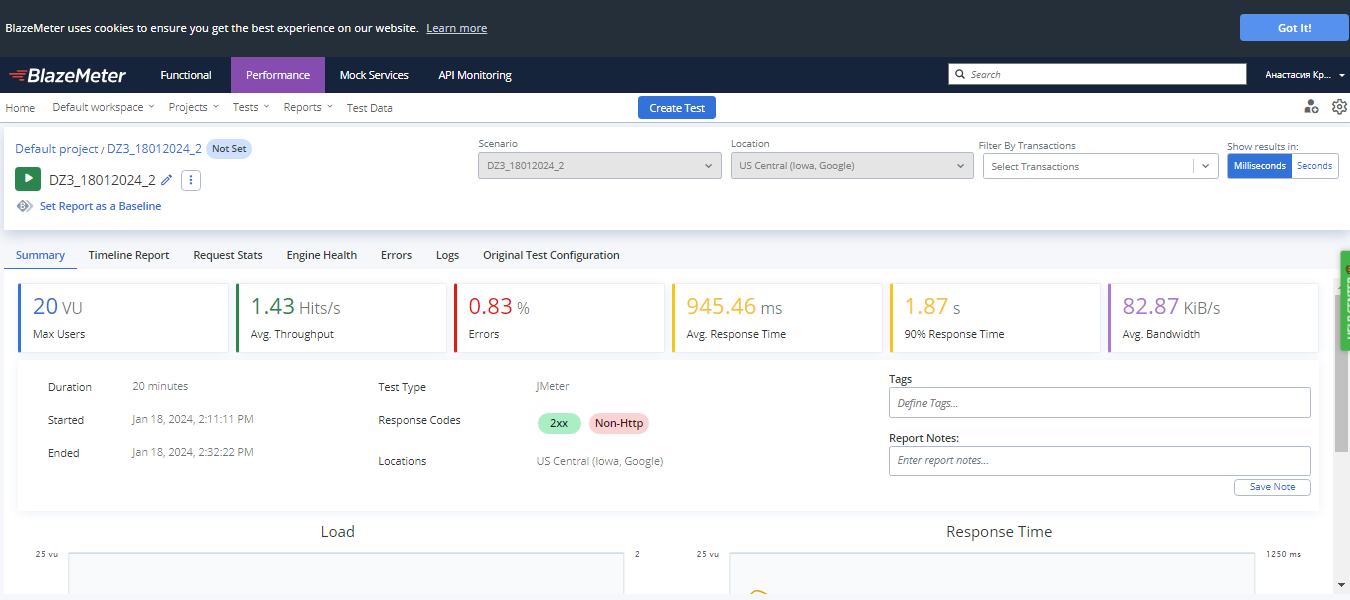 BlazeMeter uses cookies to ensure you get the best experience on our website. Learn more
Got It!
BlazeMeter
Functional
Performance
Mock Services
API Monitoring
Search
Анастасия Кр...
Home
Default workspace
Projects
Tests
Reports
Test Data
Create Test
Default project / DZ3_18012024_2
Not Set
DZ3_18012024_2
Set Report as a Baseline
Scenario
DZ3_18012024_2
Location
US Central (Iowa, Google)
Filter By Transactions
Select Transactions
Show results in:
Milliseconds
Seconds
Summary
Timeline Report
Request Stats
Engine Health
Errors
Logs
Original Test Configuration
20 VU
Max Users
1.43 Hits/s
Avg. Throughput
0.83 %
Errors
945.46 ms
Avg. Response Time
1.87 s
90% Response Time
82.87 KiB/s
Avg. Bandwidth
HELP CENTER
Duration
20 minutes
Started
Jan 18, 2024, 2:11:11 PM
Ended
Jan 18, 2024, 2:32:22 PM
Test Type
JMeter
Response Codes
2xx
Non-Http
Locations
US Central (Iowa, Google)
Tags
Define Tags...
Report Notes:
Enter report notes...
Save Note
Load
25 vu
2
Response Time
25 vu
1250 ms